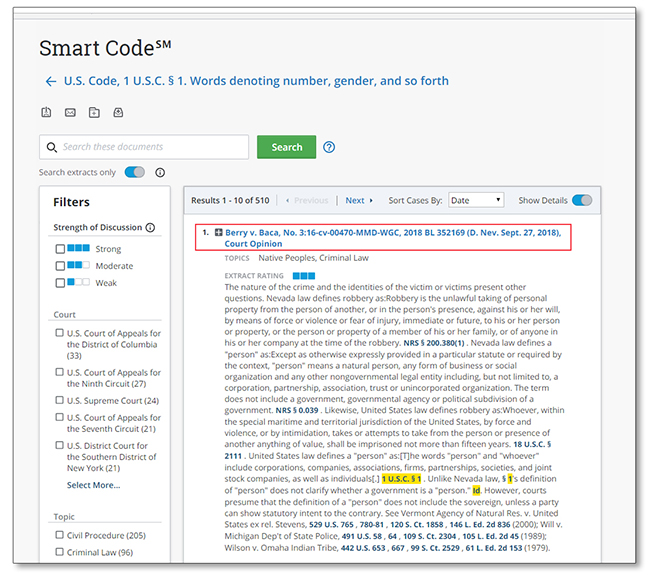 Smart Code℠
← U.S. Code, 1 U.S.C. § 1. Words denoting number, gender, and so forth
Search these documents
Search
Search extracts only
Filters
Strength of Discussion
Strong
Moderate
Weak
Court
U.S. Court of Appeals for
the District of Columbia
(33)
U.S. Court of Appeals for
the Ninth Circuit (27)
U.S. Supreme Court (24)
U.S. Court of Appeals for
the Seventh Circuit (21)
U.S. District Court for
the Southern District of
New York (21)
Select More...
Topic
Civil Procedure (205)
Criminal Law (96)
Results 1 - 10 of 510 | Previous | Next Sort Cases By: Date Show Details
1. Berry v. Baca, No. 3:16-cv-00470-MMD-WGC, 2018 BL 352169 (D. Nev. Sept. 27, 2018),
Court Opinion
TOPICS Native Peoples, Criminal Law
EXTRACT RATING
The nature of the crime and the identities of the victim or victims present other
questions. Nevada law defines robbery as:Robbery is the unlawful taking of personal
property from the person of another, or in the person's presence, against his or her will,
by means of force or violence or fear of injury, immediate or future, to his or her person
or property, or the person or property of a member of his or her family, or of anyone in
his or her company at the time of the robbery. NRS § 200.380(1) . Nevada law defines a
"person" as:Except as otherwise expressly provided in a particular statute or required by
the context, "person" means a natural person, any form of business or social
organization and any other nongovernmental legal entity including, but not limited to, a
corporation, partnership, association, trust or unincorporated organization. The term
does not include a government, governmental agency or political subdivision of a
government. NRS § 0.039 . Likewise, United States law defines robbery as:Whoever, within
the special maritime and territorial jurisdiction of the United States, by force and
violence, or by intimidation, takes or attempts to take from the person or presence of
another anything of value, shall be imprisoned not more than fifteen years. 18 U.S.C. §
2111 . United States law defines a "person" as:[T]he words "person" and "whoever"
include corporations, companies, associations, firms, partnerships, societies, and joint
stock companies, as well as individuals[.] 1 U.S.C. § 1 . Unlike Nevada law, § 1's definition
of "person" does not clarify whether a government is a "person." Id. However, courts
presume that the definition of a "person" does not include the sovereign, unless a party
can show statutory intent to the contrary. See Vermont Agency of Natural Res. v. United
States ex rel. Stevens, 529 U.S. 765 , 780-81 , 120 S. Ct. 1858 , 146 L. Ed. 2d 836 (2000); Will v.
Michigan Dep't of State Police, 491 U.S. 58 , 64 , 109 S. Ct. 2304 , 105 L. Ed. 2d 45 (1989);
Wilson v. Omaha Indian Tribe, 442 U.S. 653 , 667 , 99 S. Ct. 2529 , 61 L. Ed. 2d 153 (1979).